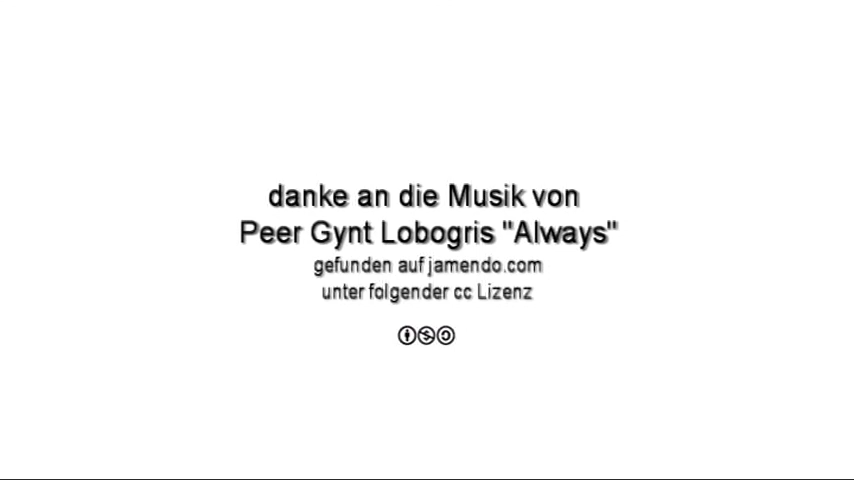 danke an die Musik von
Peer Gynt Lobogris "Always"
gefunden auf jamendo.com
unter folgender cc Lizenz